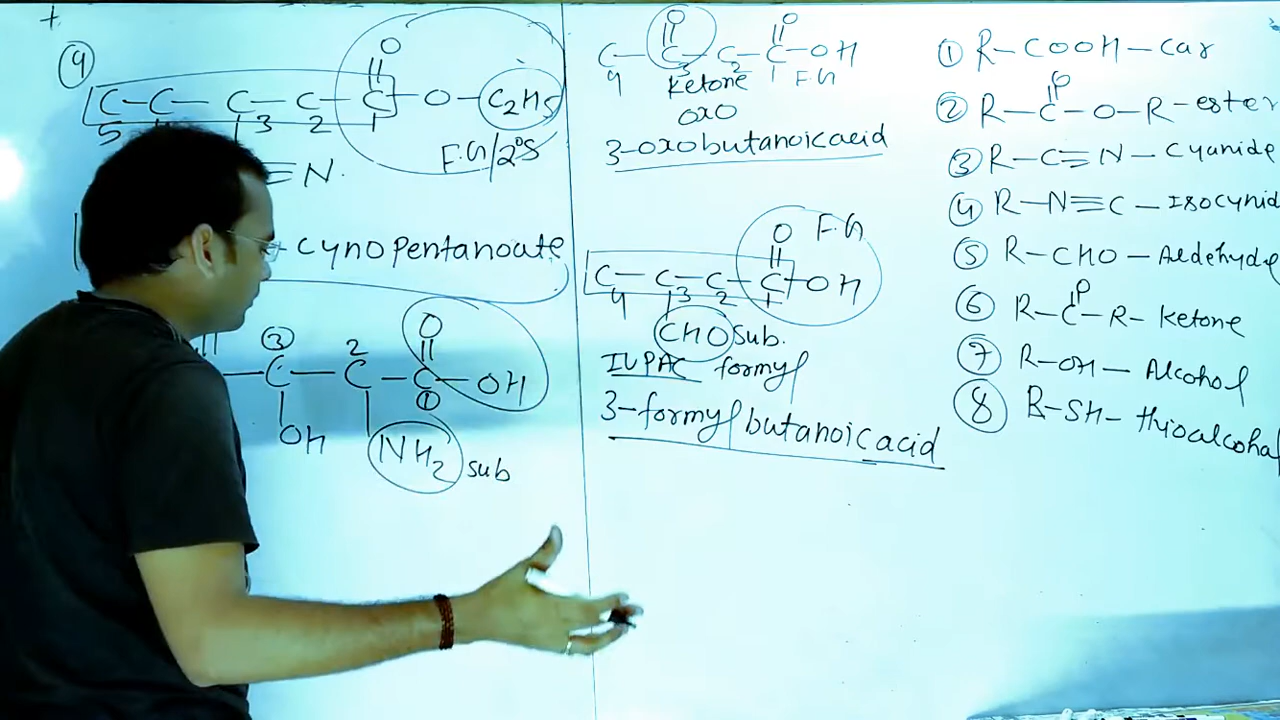 +
④
O
||
C-C-C-C-C-O-C2H5
5 3 2 1
F.G/2°S
≡N.
cynopentanoate
③ 2 O
||
-C-C-C-OH
①
OH NH2 sub
O O
|| ||
C-C-C-C-OH
4 3 2 1 F.G
Ketone
oxo
3-oxobutanoicacid
O F.G
||
C-C-C-C-OH
4 3 2 1
CHO sub.
IUPAC formyl
3-formylbutanoicacid
① R-COOH-Car
O
② R-C-O-R-ester
③ R-C≡N-Cyanide
④ R-N≡C-Isocynid
⑤ R-CHO-Aldehyde
O
⑥ R-C-R-Ketone
⑦ R-OH-Alcohol
⑧ R-SH-thioalcohal